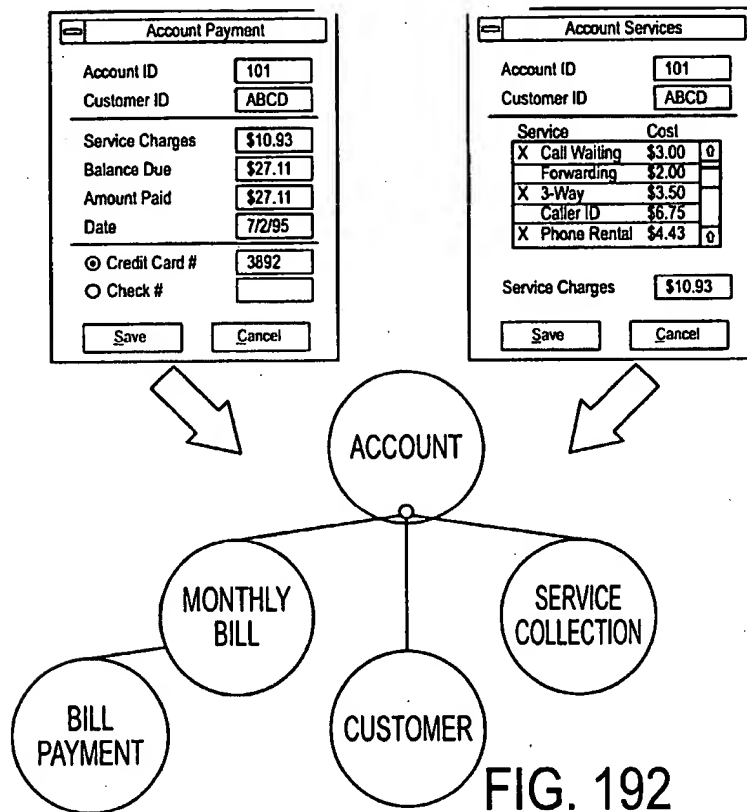 Account Payment
Account ID 101
Customer ID ABCD
Service Charges $10.93
Balance Due $27.11
Amount Paid $27.11
Date 7/2/95
Credit Card # 3892
Check #
Save Cancel
Account Services
Account ID 101
Customer ID ABCD
Service Cost
X Call Waiting $3.00
Forwarding $2.00
X 3-Way $3.50
Caller ID $6.75
X Phone Rental $4.43
Service Charges $10.93
Save Cancel
ACCOUNT
MONTHLY
BILL
SERVICE
COLLECTION
BILL
PAYMENT
CUSTOMER
FIG. 192